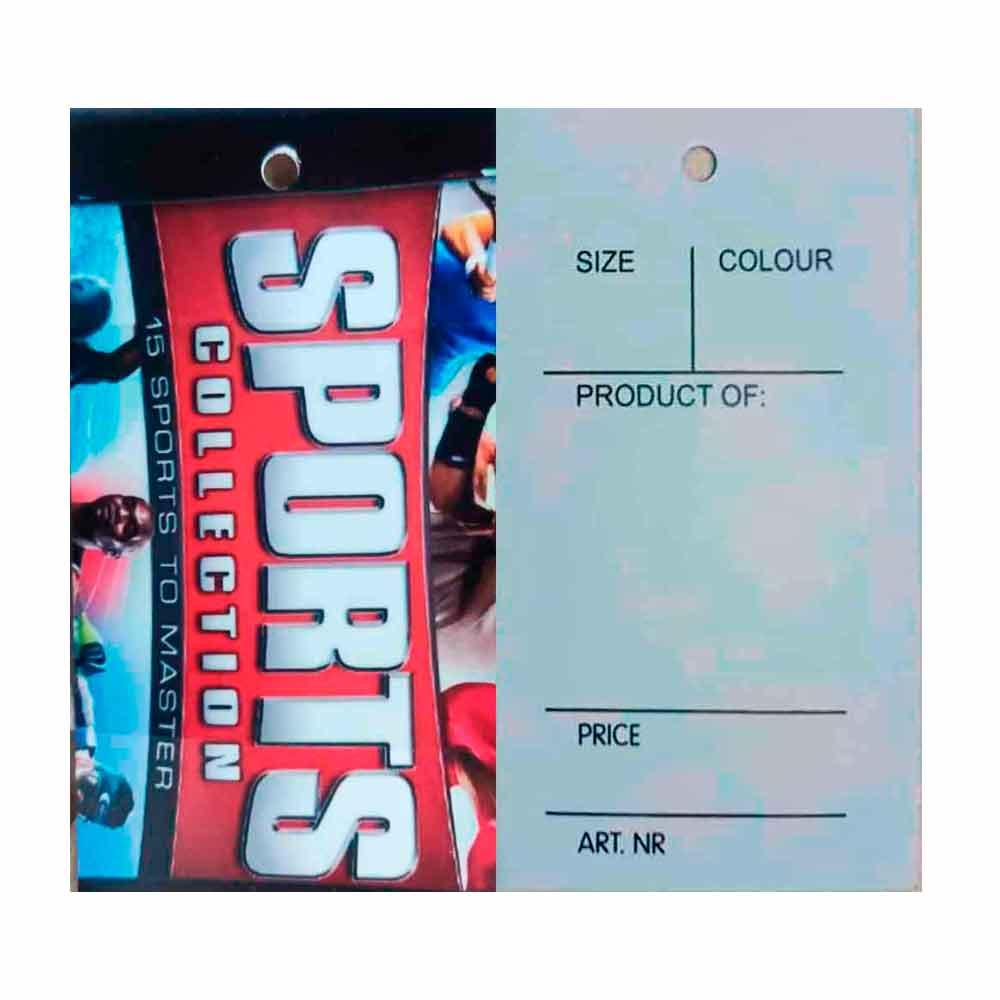 SPORTS
COLLECTION
15 SPORTS TO MASTER
SIZE COLOUR
PRODUCT OF:
PRICE
ART. NR